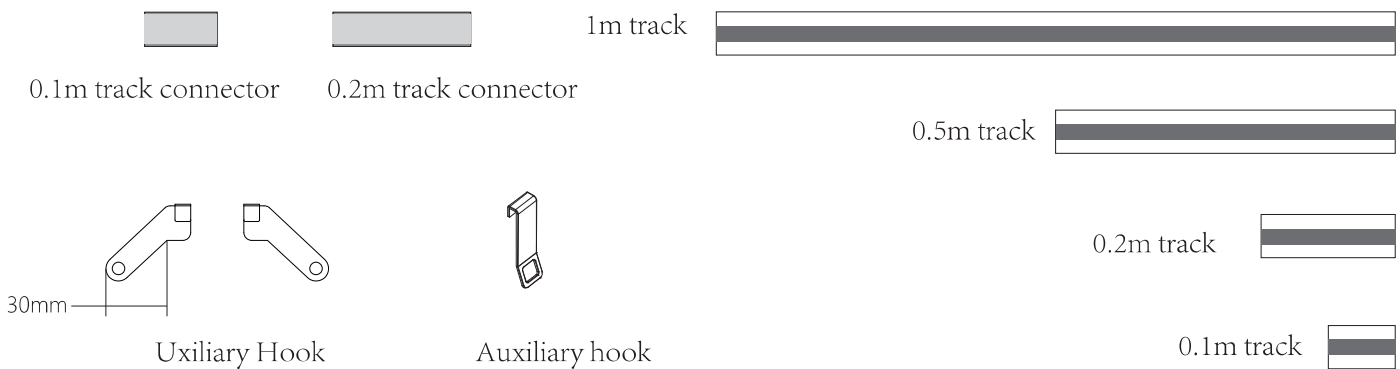 1m track
0.1m track connector
0.2m track connector
0.5m track
0.2m track
30mm
Uxiliary Hook
Auxiliary hook
0.1m track